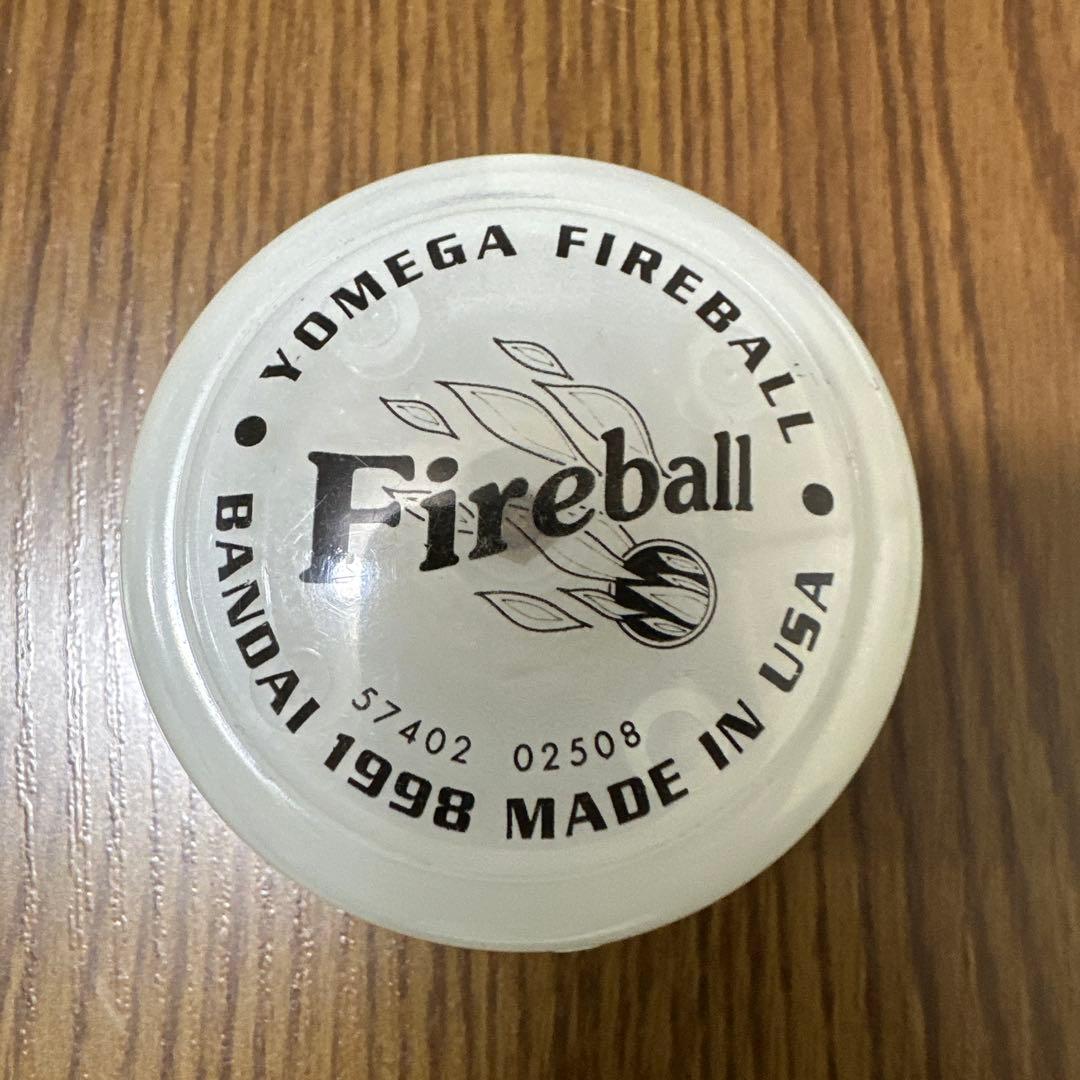 YOMEGA FIREBALL
Fireball
57402 02508
BANDAI 1998 MADE IN USA